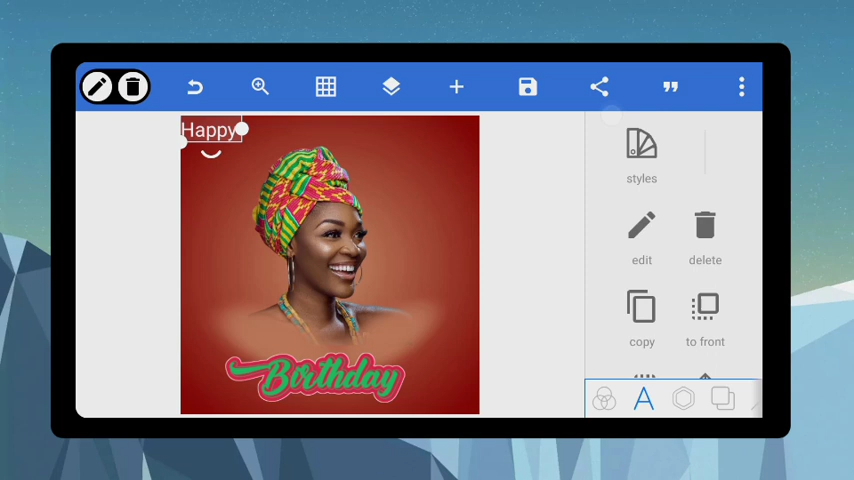 Happy
styles
edit
delete
copy
to front
Birthday